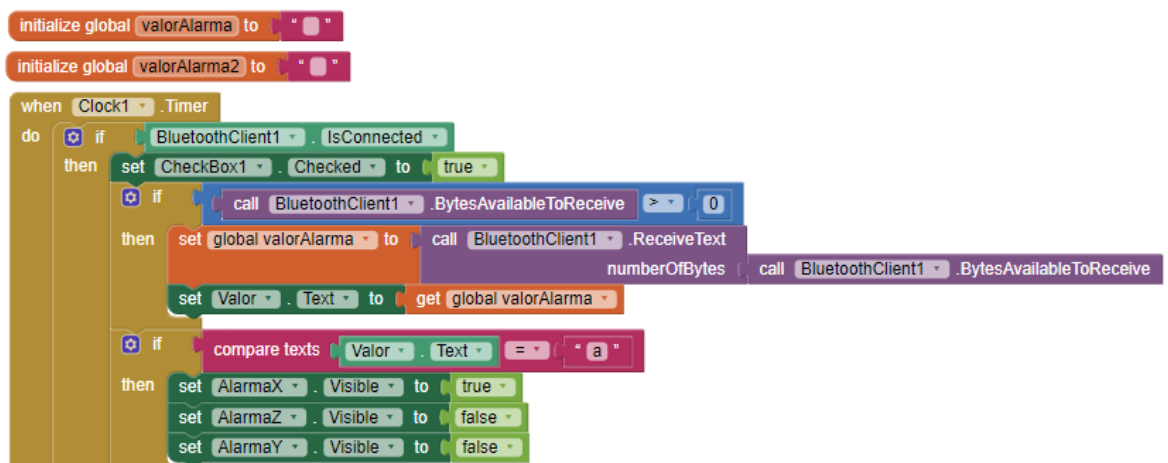 initialize global valorAlarma to " "
initialize global valorAlarma2 to " "
when Clock1 .Timer
do if BluetoothClient1 . IsConnected
then set CheckBox1 . Checked to true
if call BluetoothClient1 .BytesAvailableToReceive > 0
then set global valorAlarma to call BluetoothClient1 .ReceiveText
numberOfBytes call BluetoothClient1 .BytesAvailableToReceive
set Valor . Text to get global valorAlarma
if compare texts Valor . Text = " a "
then set AlarmaX . Visible to true
set AlarmaZ . Visible to false
set AlarmaY . Visible to false